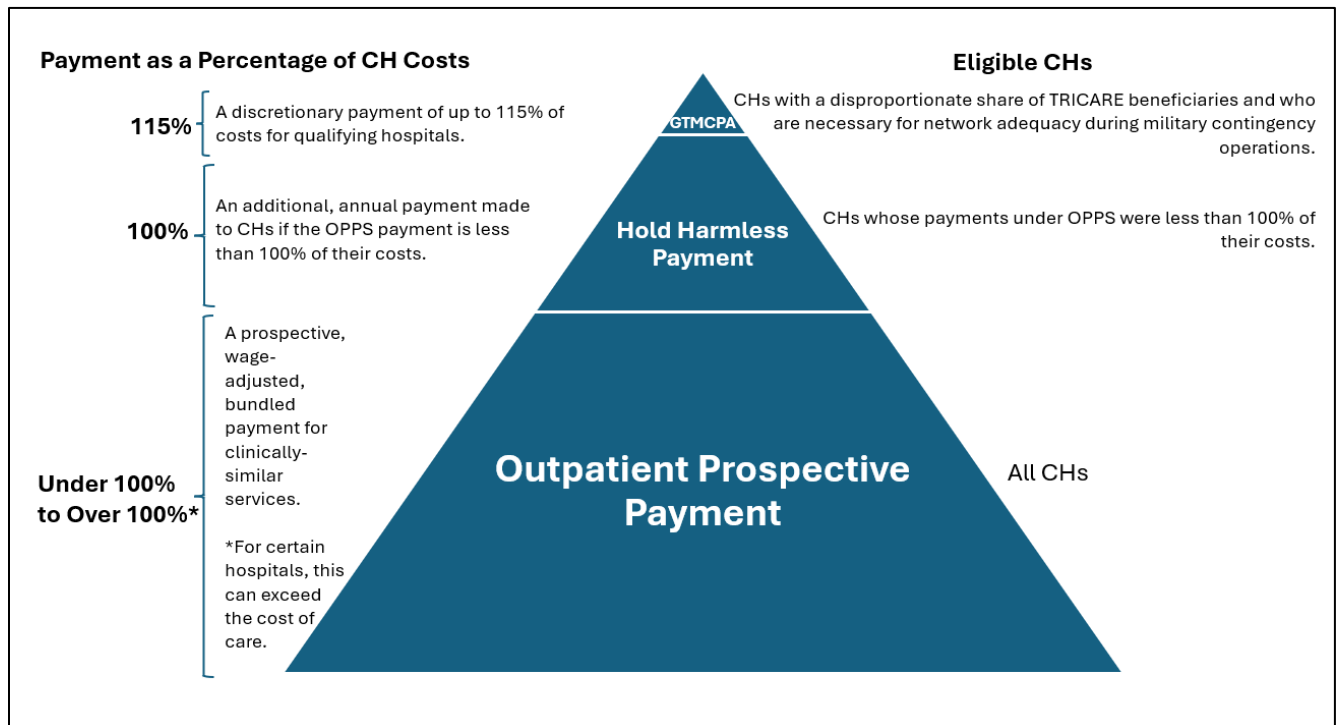 Payment as a Percentage of CH Costs
Eligible CHs
115%
A discretionary payment of up to 115% of
costs for qualifying hospitals.
GTMCPA
CHs with a disproportionate share of TRICARE beneficiaries and who
are necessary for network adequacy during military contingency
operations.
100%
An additional, annual payment made
to CHs if the OPPS payment is less
than 100% of their costs.
Hold Harmless
Payment
CHs whose payments under OPPS were less than 100% of
their costs.
Under 100%
to Over 100%*
A prospective,
wage-
adjusted,
bundled
payment for
clinically-
similar
services.
*For certain
hospitals, this
can exceed
the cost of
care.
Outpatient Prospective
Payment
All CHs